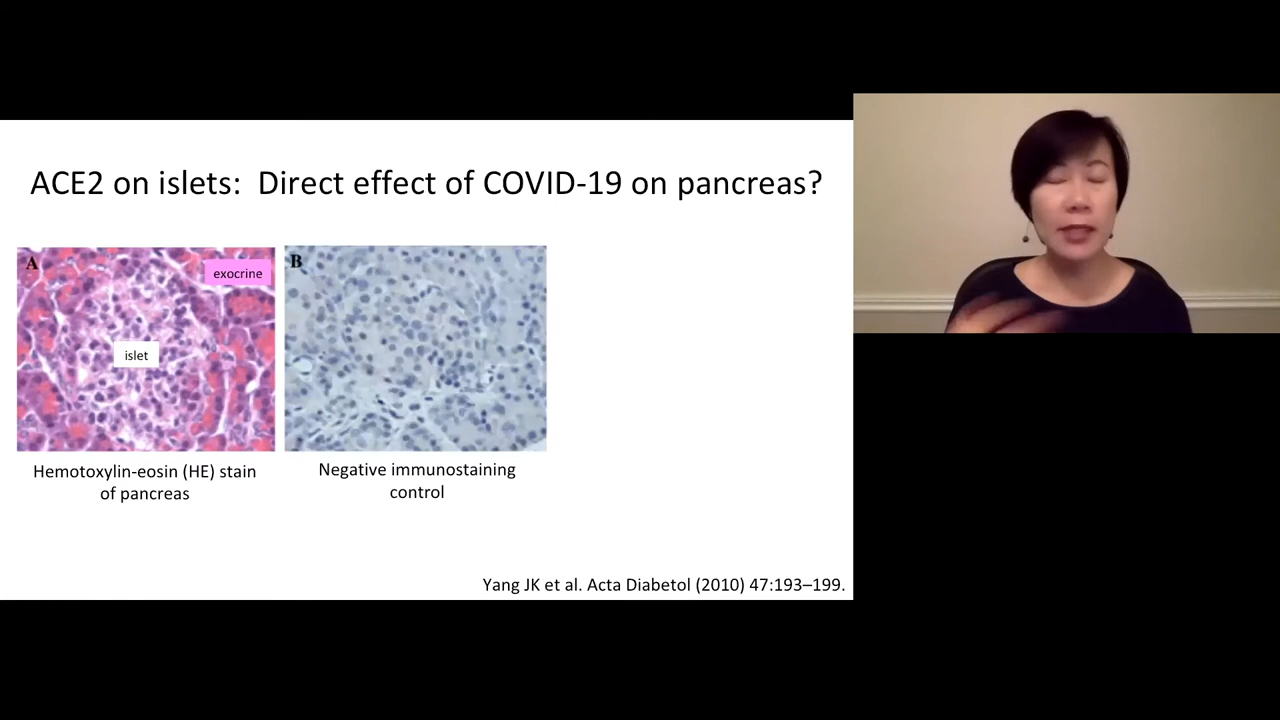 ACE2 on islets:  Direct effect of COVID-19 on pancreas?
A
exocrine
islet
B
Hemotoxylin-eosin (HE) stain
of pancreas
Negative immunostaining
control
Yang JK et al. Acta Diabetol (2010) 47:193–199.